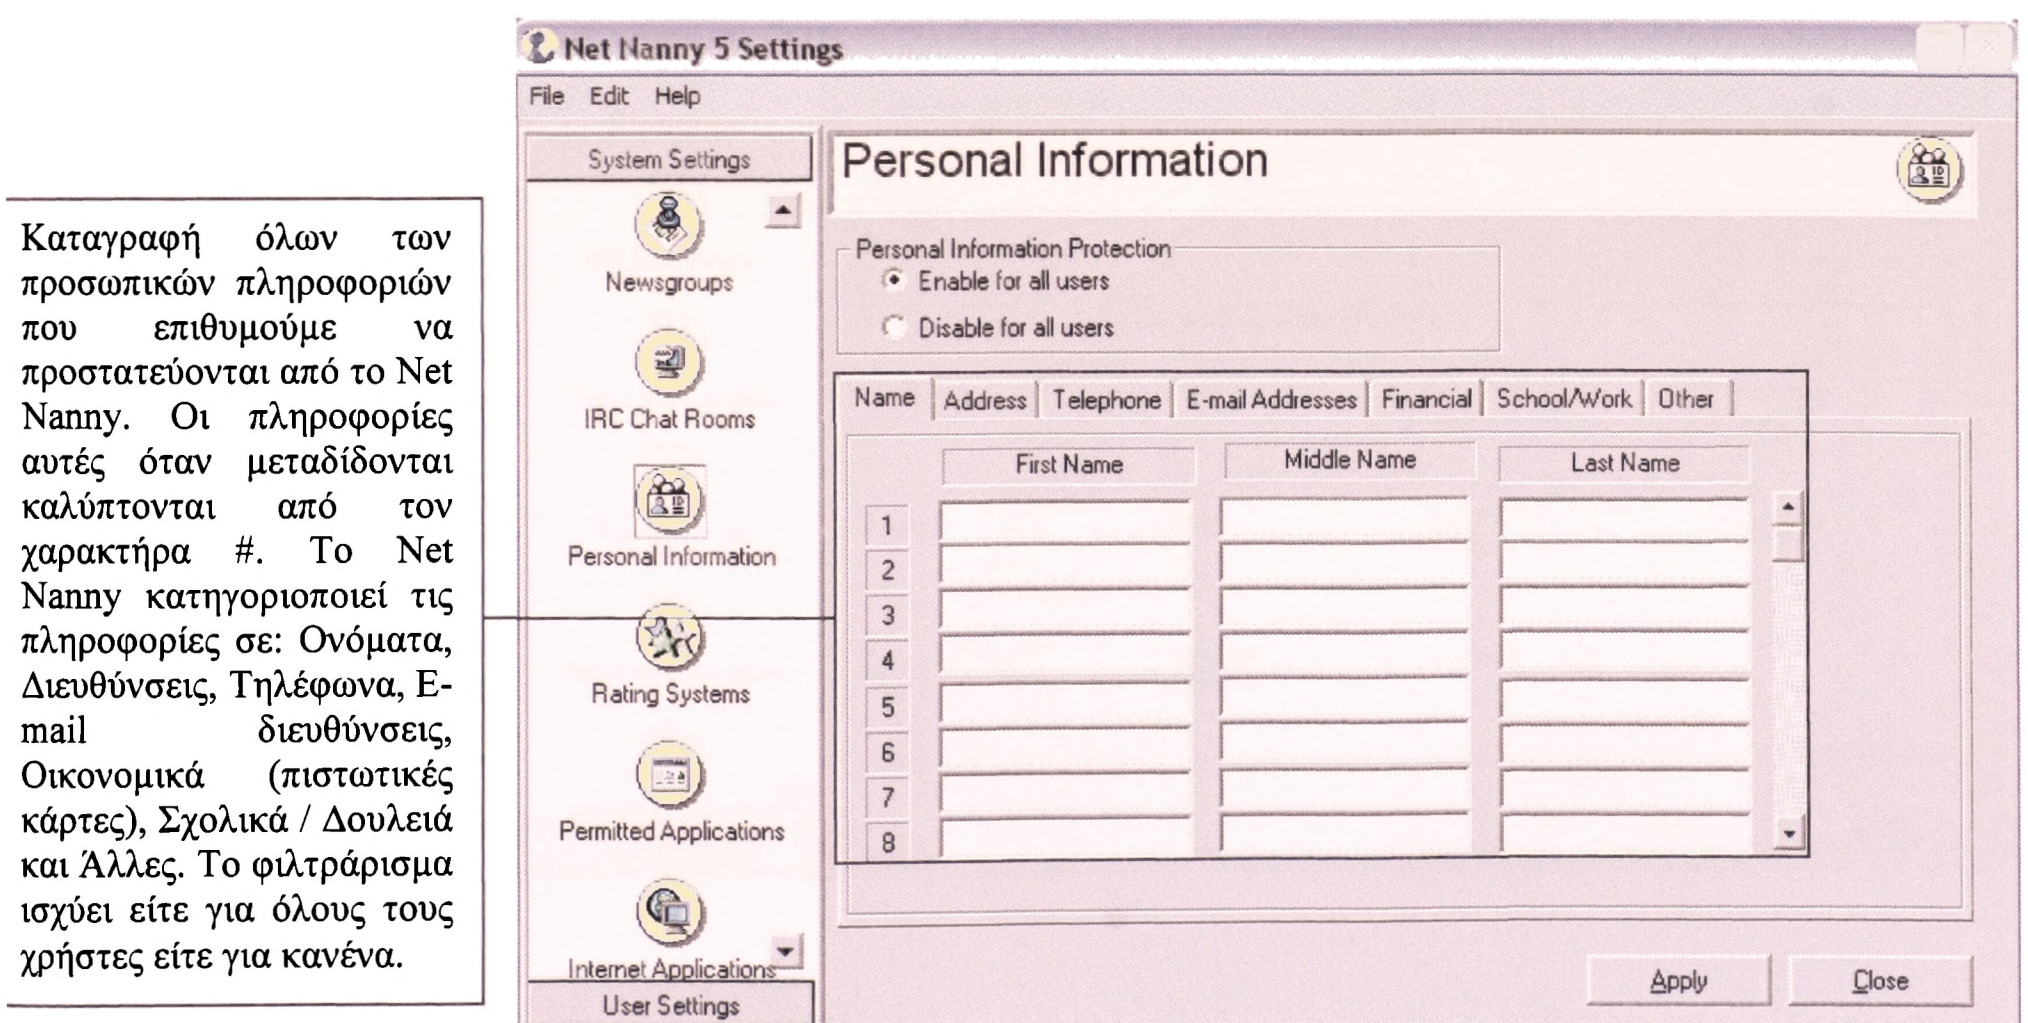 Καταγραφή όλων των
προσωπικών πληροφοριών
που επιθυμούμε να
προστατεύονται από το Net
Nanny. Οι πληροφορίες
αυτές όταν μεταδίδονται
καλύπτονται από τον
χαρακτήρα #. Το Net
Nanny κατηγοριοποιεί τις
πληροφορίες σε: Ονόματα,
Διευθύνσεις, Τηλέφωνα, E-
mail διευθύνσεις,
Οικονομικά (πιστωτικές
κάρτες), Σχολικά / Δουλειά
και Άλλες. Το φιλτράρισμα
ισχύει είτε για όλους τους
χρήστες είτε για κανένα.
Net Nanny 5 Settings
File Edit Help
System Settings
Newsgroups
IRC Chat Rooms
Personal Information
Rating Systems
Permitted Applications
Internet Applications
User Settings
Personal Information
Personal Information Protection
Enable for all users
Disable for all users
Name Address Telephone E-mail Addresses Financial School/Work Other
First Name Middle Name Last Name
1
2
3
4
5
6
7
8
Apply Close